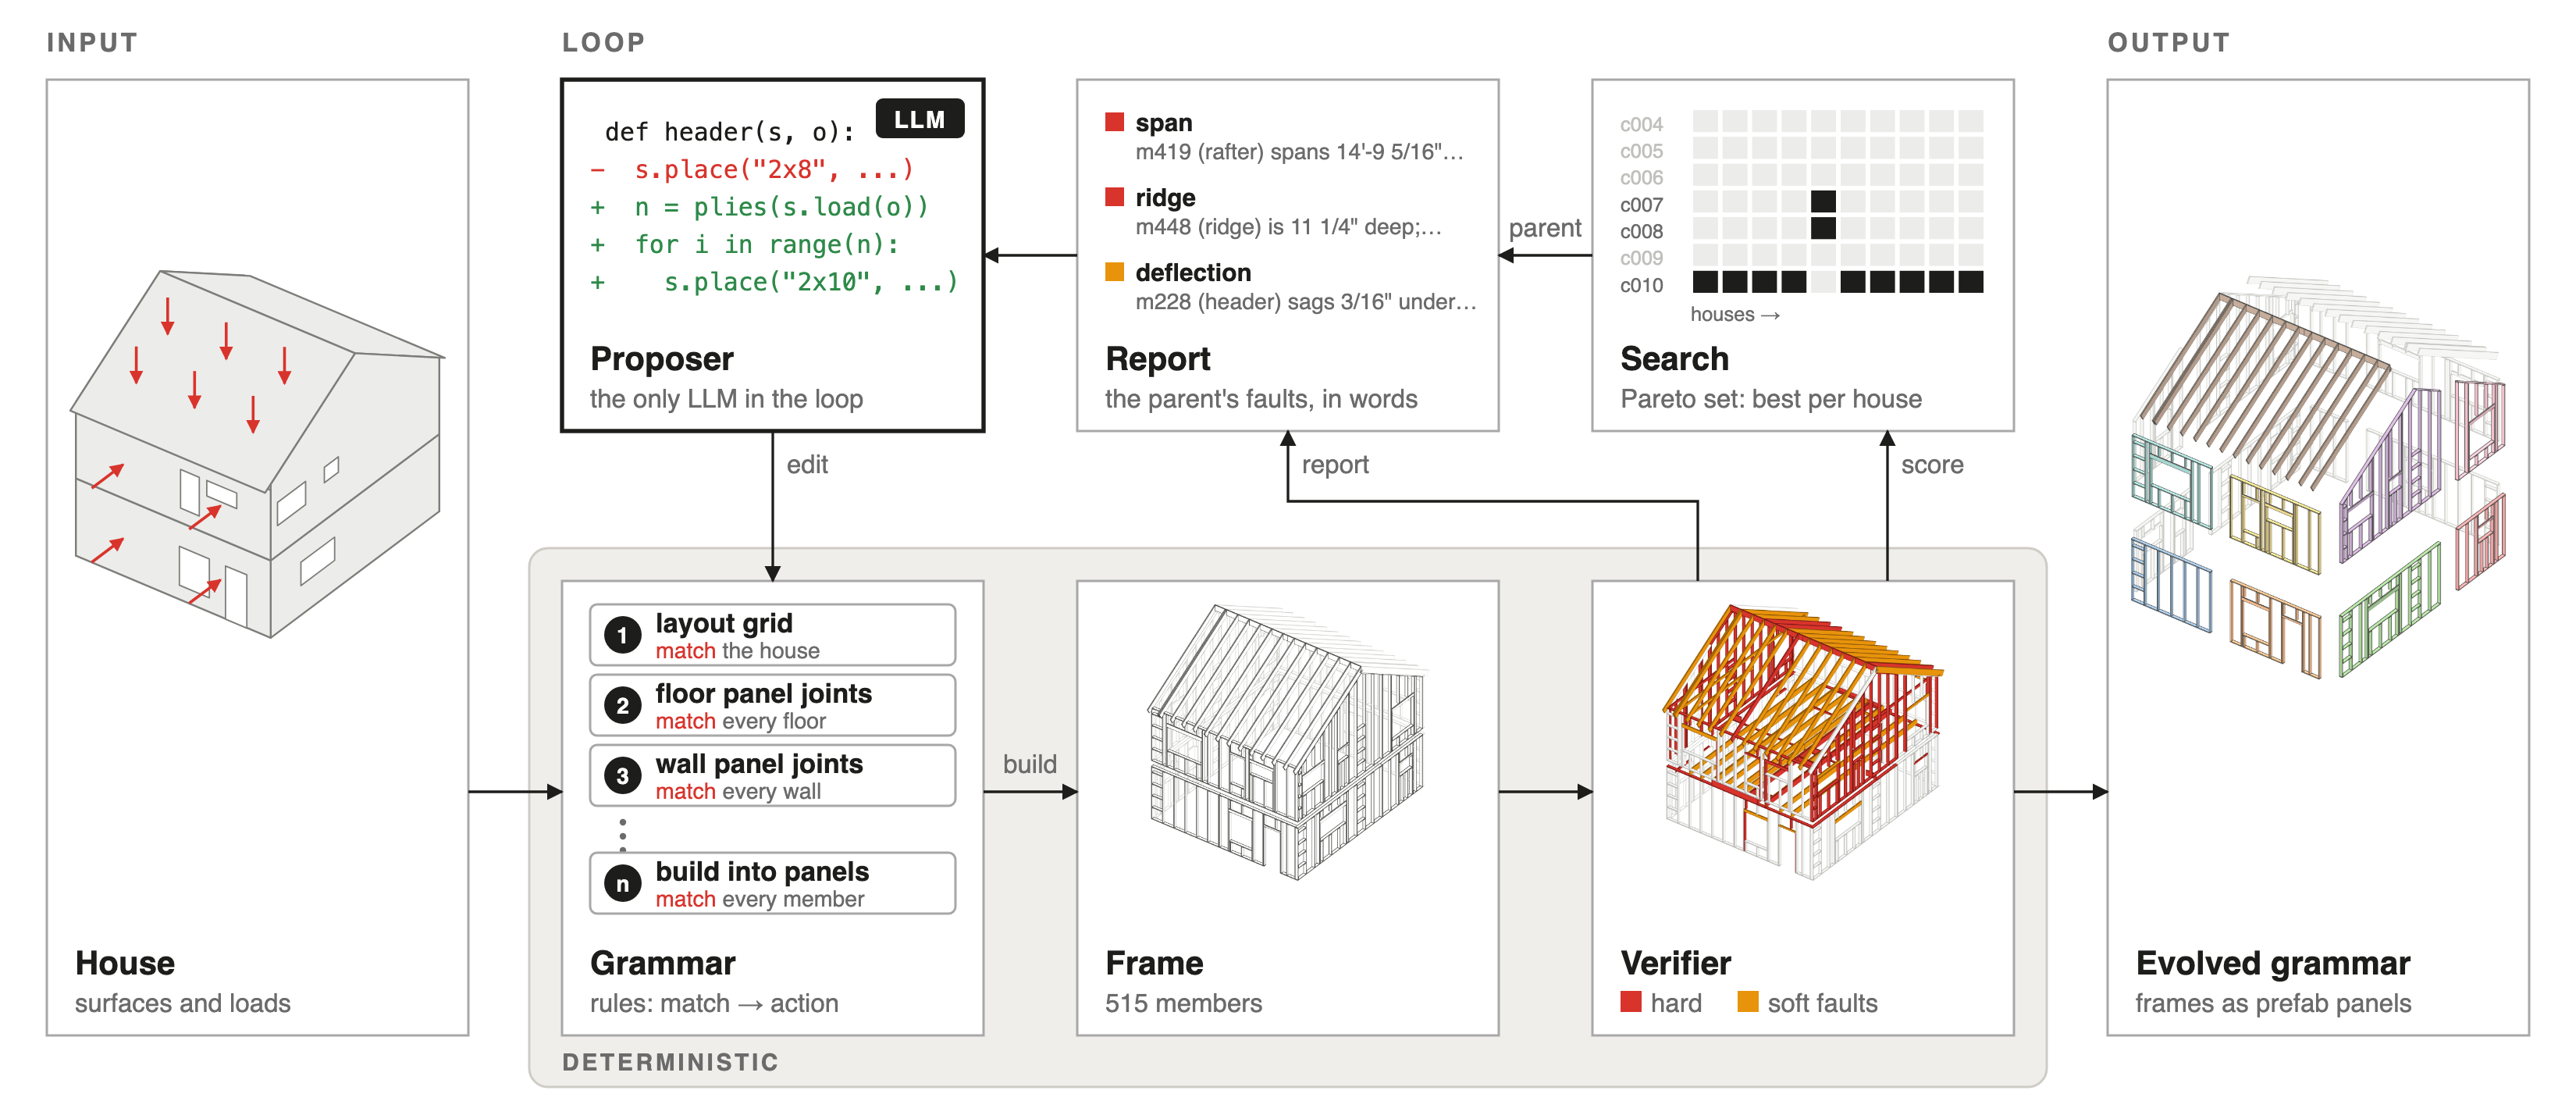 INPUT
LOOP
OUTPUT
def header(s, o):
LLM
- s.place("2x8", ...)
+ n = plies(s.load(o))
+ for i in range(n):
+ s.place("2x10", ...)
Proposer
the only LLM in the loop
span
m419 (rafter) spans 14'-9 5/16"…
ridge
m448 (ridge) is 11 1/4" deep;…
deflection
m228 (header) sags 3/16" under…
Report
the parent's faults, in words
parent
c004
c005
c006
c007
c008
c009
c010
houses →
Search
Pareto set: best per house
edit
report
score
1 layout grid
match the house
2 floor panel joints
match every floor
3 wall panel joints
match every wall
n build into panels
match every member
build
House
surfaces and loads
Grammar
rules: match → action
Frame
515 members
Verifier
hard soft faults
Evolved grammar
frames as prefab panels
DETERMINISTIC